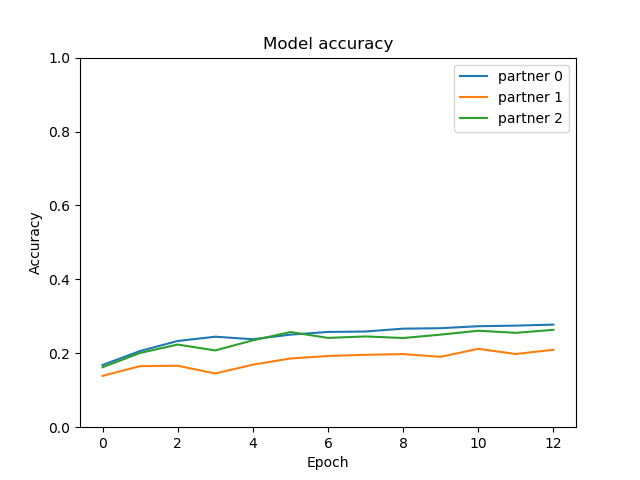 Model accuracy
1.0
0.8
0.6
0.4
0.2
0.0
Accuracy
partner 0
partner 1
partner 2
0 2 4 6 8 10 12
Epoch